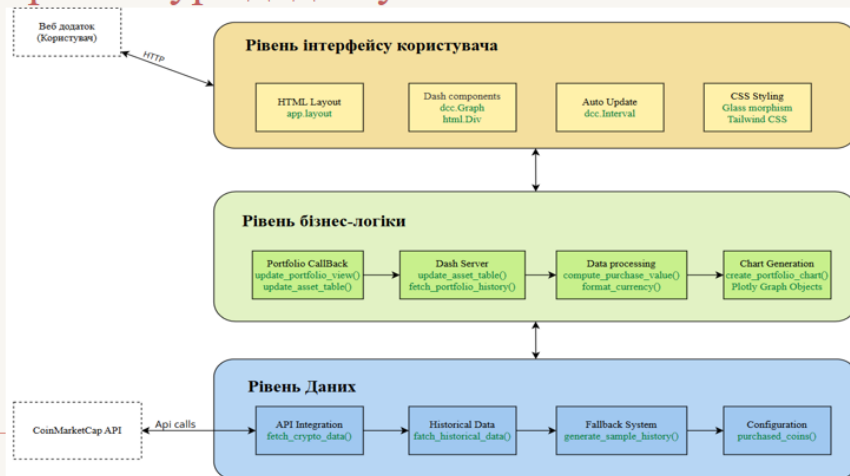 Веб додаток
(Користувач)
HTTP
Рівень інтерфейсу користувача
HTML Layout
app.layout
Dash components
dcc.Graph
html.Div
Auto Update
dcc.Interval
CSS Styling
Glass morphism
Tailwind CSS
Рівень бізнес-логіки
Portfolio CallBack
update_portfolio_view()
update_asset_table()
Dash Server
update_asset_table()
fetch_portfolio_history()
Data processing
compute_purchase_value()
format_currency()
Chart Generation
create_portfolio_chart()
Plotly Graph Objects
Рівень Даних
CoinMarketCap API
Api calls
API Integration
fetch_crypto_data()
Historical Data
fatch_historical_data()
Fallback System
generate_sample_history()
Configuration
purchased_coins()